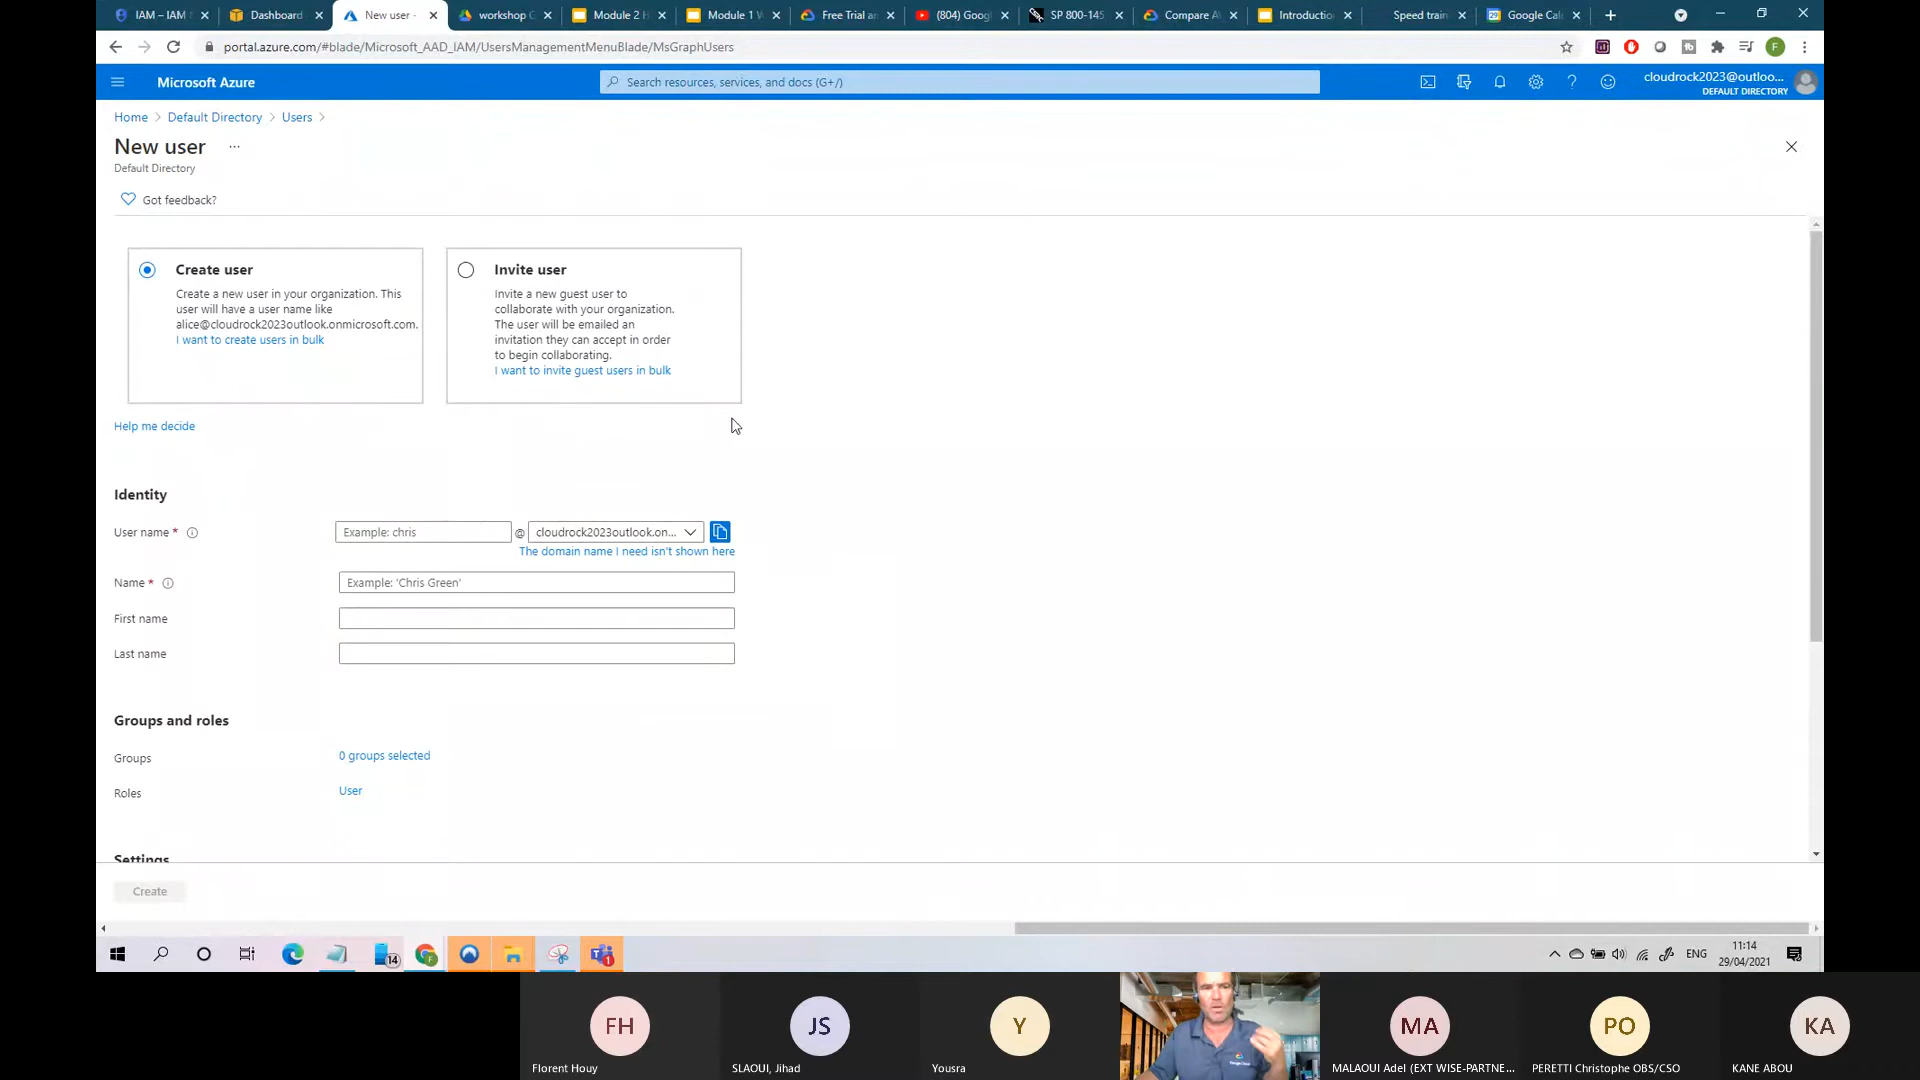 IAM – IAM
Dashboard
New user -
workshop G
Module 2 H
Module 1 W
Free Trial an
(804) Googl
SP 800-145
Compare A
Introductio
Speed train
Google Cal
portal.azure.com/#blade/Microsoft_AAD_IAM/UsersManagementMenuBlade/MsGraphUsers
F
Microsoft Azure
Search resources, services, and docs (G+/)
cloudrock2023@outloo...
DEFAULT DIRECTORY
Home > Default Directory > Users >
New user ...
Default Directory
Got feedback?
Create user
Create a new user in your organization. This
user will have a user name like
alice@cloudrock2023outlook.onmicrosoft.com.
I want to create users in bulk
Invite user
Invite a new guest user to
collaborate with your organization.
The user will be emailed an
invitation they can accept in order
to begin collaborating.
I want to invite guest users in bulk
Help me decide
Identity
User name *
Example: chris
@
cloudrock2023outlook.on...
The domain name I need isn't shown here
Name *
Example: 'Chris Green'
First name
Last name
Groups and roles
Groups
0 groups selected
Roles
User
Settings
Create
14
1
ENG
11:14
29/04/2021
FH
Florent Houy
JS
SLAOUI, Jihad
Y
Yousra
Google Cloud
MA
MALAOUI Adel (EXT WISE-PARTNE...
PO
PERETTI Christophe OBS/CSO
KA
KANE ABOU